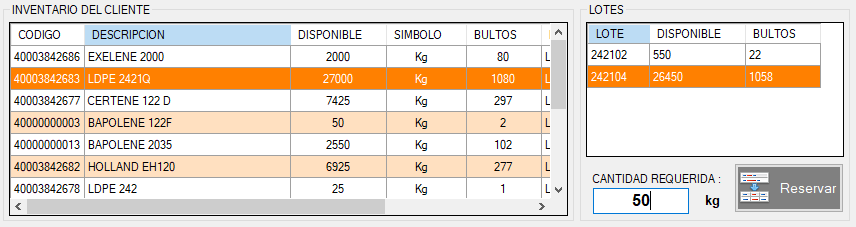 INVENTARIO DEL CLIENTE
CODIGO DESCRIPCION DISPONIBLE SIMBOLO BULTOS
40003842686 EXELENE 2000 2000 Kg 80 L
40003842683 LDPE 2421Q 27000 Kg 1080 L
40003842677 CERTENE 122 D 7425 Kg 297 L
40000000003 BAPOLENE 122F 50 Kg 2 L
40000000013 BAPOLENE 2035 2550 Kg 102 L
40003842682 HOLLAND EH120 6925 Kg 277 L
40003842678 LDPE 242 25 Kg 1 L
LOTES
LOTE DISPONIBLE BULTOS
242102 550 22
242104 26450 1058
CANTIDAD REQUERIDA :
50 kg
Reservar